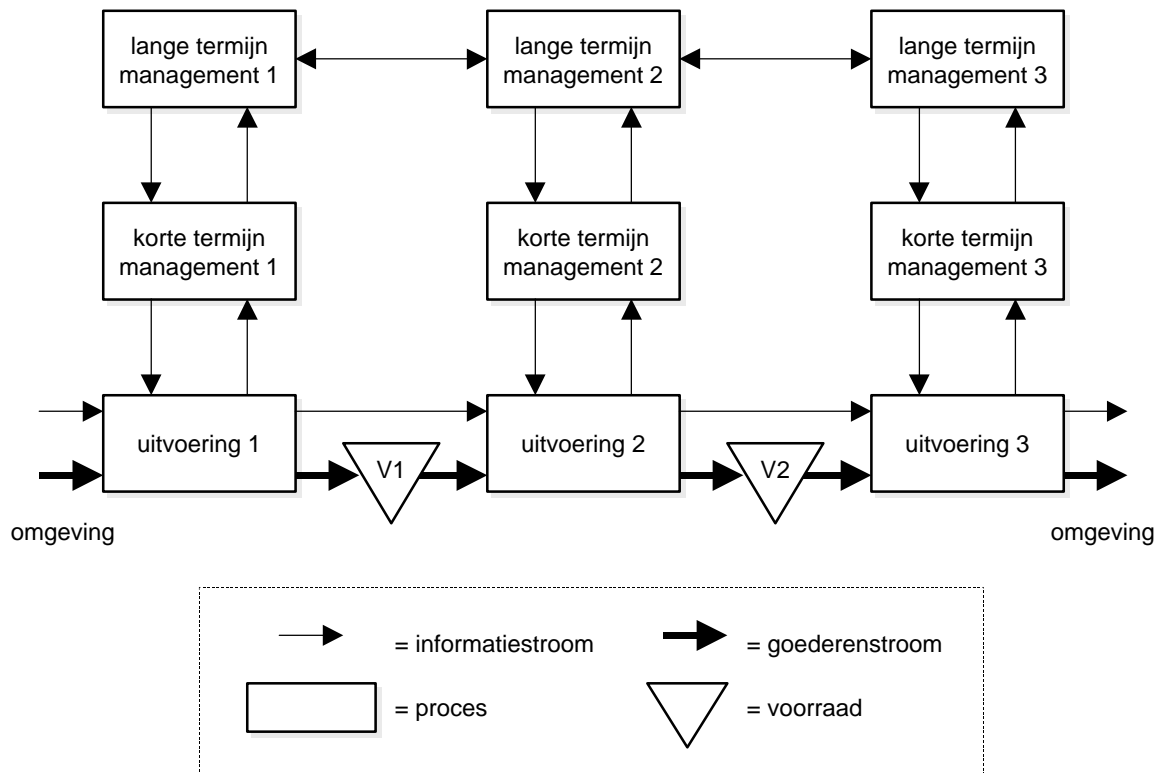 lange termijn
management 1
lange termijn
management 2
lange termijn
management 3
korte termijn
management 1
korte termijn
management 2
korte termijn
management 3
uitvoering 1
V1
uitvoering 2
V2
uitvoering 3
omgeving
omgeving
= informatiestroom
= goederenstroom
= proces
= voorraad